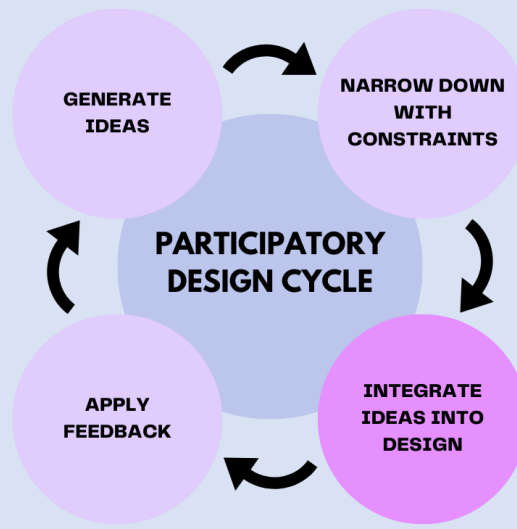 GENERATE
IDEAS
NARROW DOWN
WITH
CONSTRAINTS
PARTICIPATORY
DESIGN CYCLE
INTEGRATE
IDEAS INTO
DESIGN
APPLY
FEEDBACK